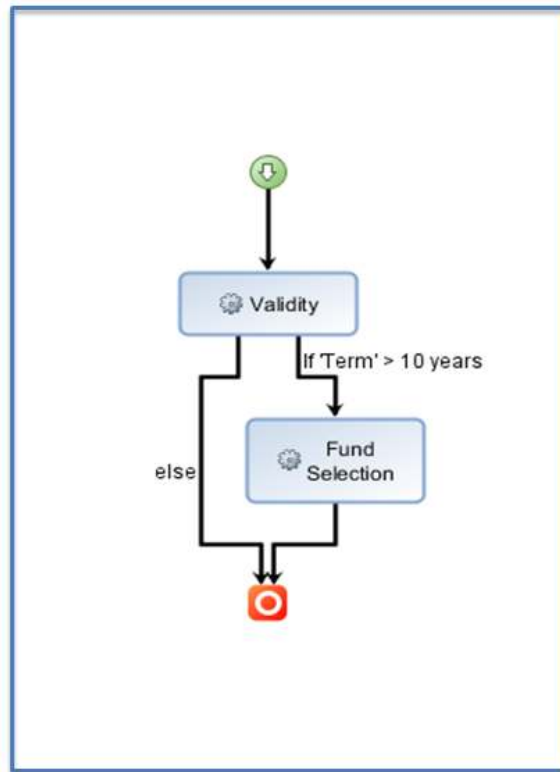 Validity
If 'Term' > 10 years
Fund
Selection
else